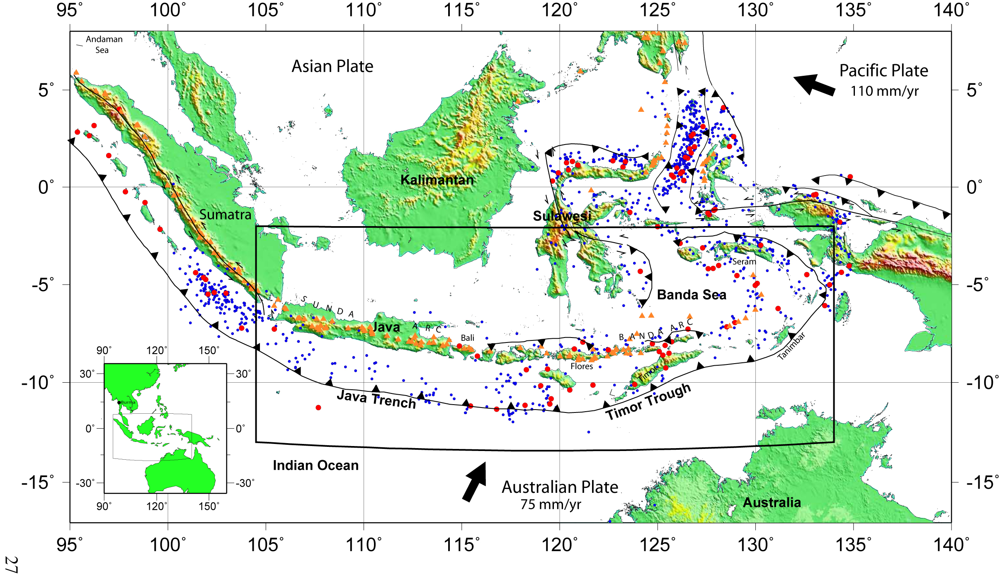 95° 100° 105° 110° 115° 120° 125° 130° 135° 140°
Andaman
Sea
Asian Plate
Pacific Plate
110 mm/yr
5° 5°
Kalimantan
0° 0°
Sumatra
Sulawesi
Seram
-5° -5°
Banda Sea
SUNDA
ARC
Java
Bali
BANDA ARC
Flores
Timor
Tanimbar
-10° -10°
Java Trench
Timor Trough
90° 120° 150°
30° 30°
Burma
0° 0°
-30° -30°
90° 120° 150°
Indian Ocean
-15° -15°
Australian Plate
75 mm/yr
Australia
95° 100° 105° 110° 115° 120° 125° 130° 135° 140°
27